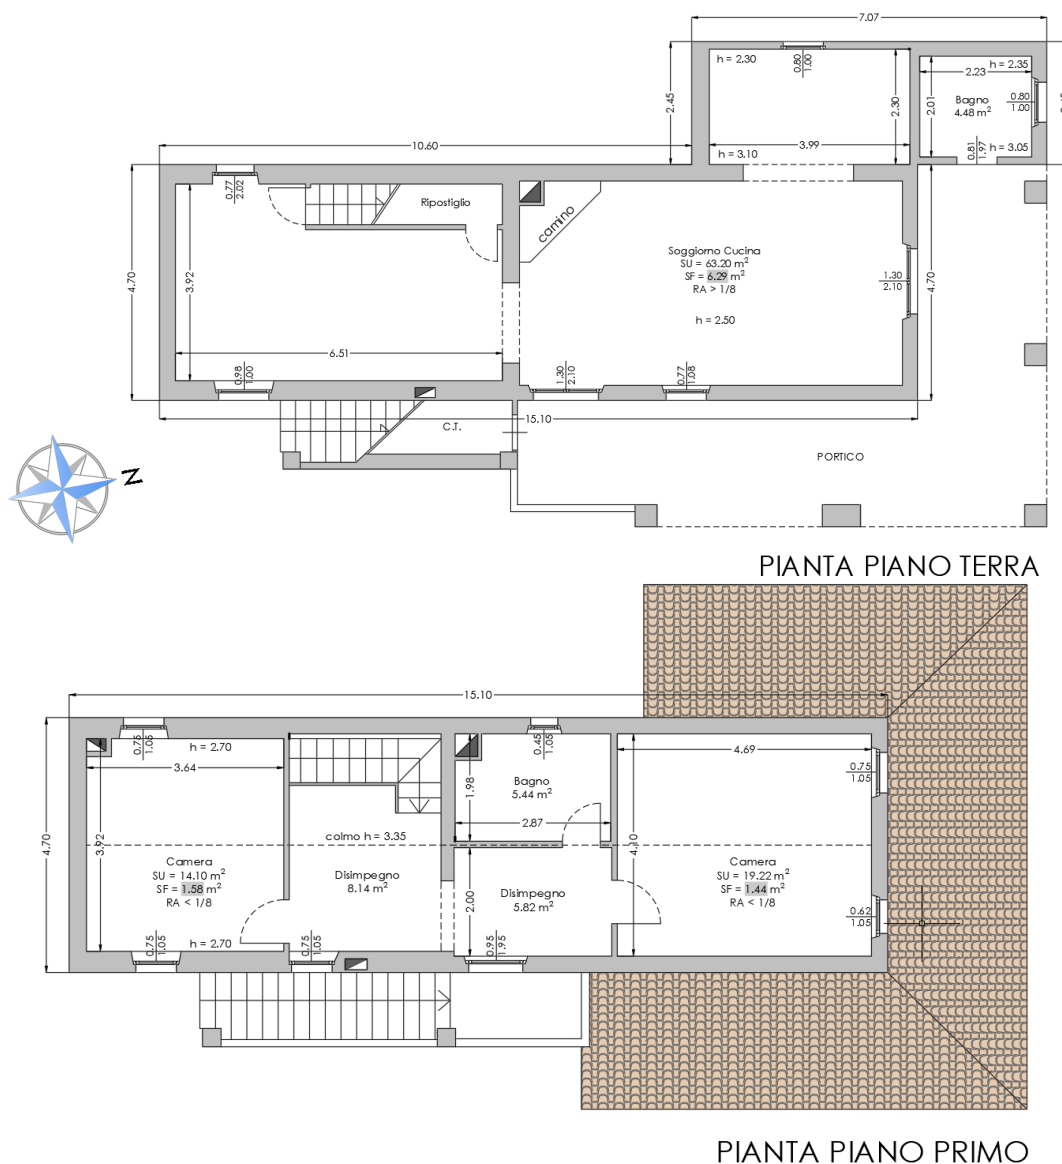 7.07
h = 2.30
0.80
1.00
h = 2.35
2.23
2.45
2.30
2.01
Bagno
4.48 m²
0.80
1.00
10.60
h = 3.10
3.99
0.81
1.97
h = 3.05
0.77
2.02
Ripostiglio
camino
4.70
3.92
Soggiorno Cucina
SU = 63.20 m²
SF = 6.29 m²
RA > 1/8
h = 2.50
1.30
2.10
4.70
6.51
0.98
1.00
1.30
2.10
0.77
1.08
15.10
C.T.
PORTICO
N
PIANTA PIANO TERRA
15.10
0.75
1.05
h = 2.70
3.64
0.45
1.05
4.69
0.75
1.05
Bagno
5.44 m²
1.98
2.87
4.70
3.92
colmo h = 3.35
4.10
Camera
SU = 14.10 m²
SF = 1.58 m²
RA < 1/8
Disimpegno
8.14 m²
Disimpegno
5.82 m²
2.00
Camera
SU = 19.22 m²
SF = 1.44 m²
RA < 1/8
0.62
1.05
h = 2.70
0.75
1.05
0.75
1.05
0.95
1.95
PIANTA PIANO PRIMO